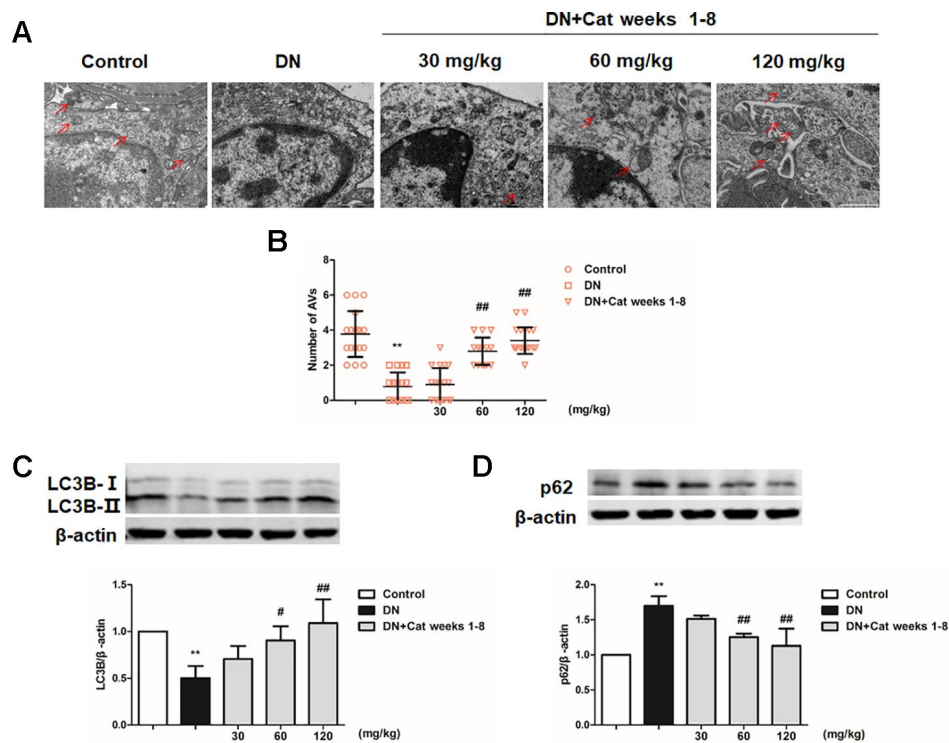 A
DN+Cat weeks 1-8
Control
DN
30 mg/kg
60 mg/kg
120 mg/kg
B
Number of AVs
8
6
4
2
0
**
##
##
30
60
120
(mg/kg)
Control
DN
DN+Cat weeks 1-8
C
LC3B-Ⅰ
LC3B-Ⅱ
β-actin
LC3B/β-actin
1.5
1.0
0.5
0.0
**
#
##
30
60
120
(mg/kg)
Control
DN
DN+Cat weeks 1-8
D
p62
β-actin
p62/β-actin
2.0
1.5
1.0
0.5
0.0
**
##
##
30
60
120
(mg/kg)
Control
DN
DN+Cat weeks 1-8